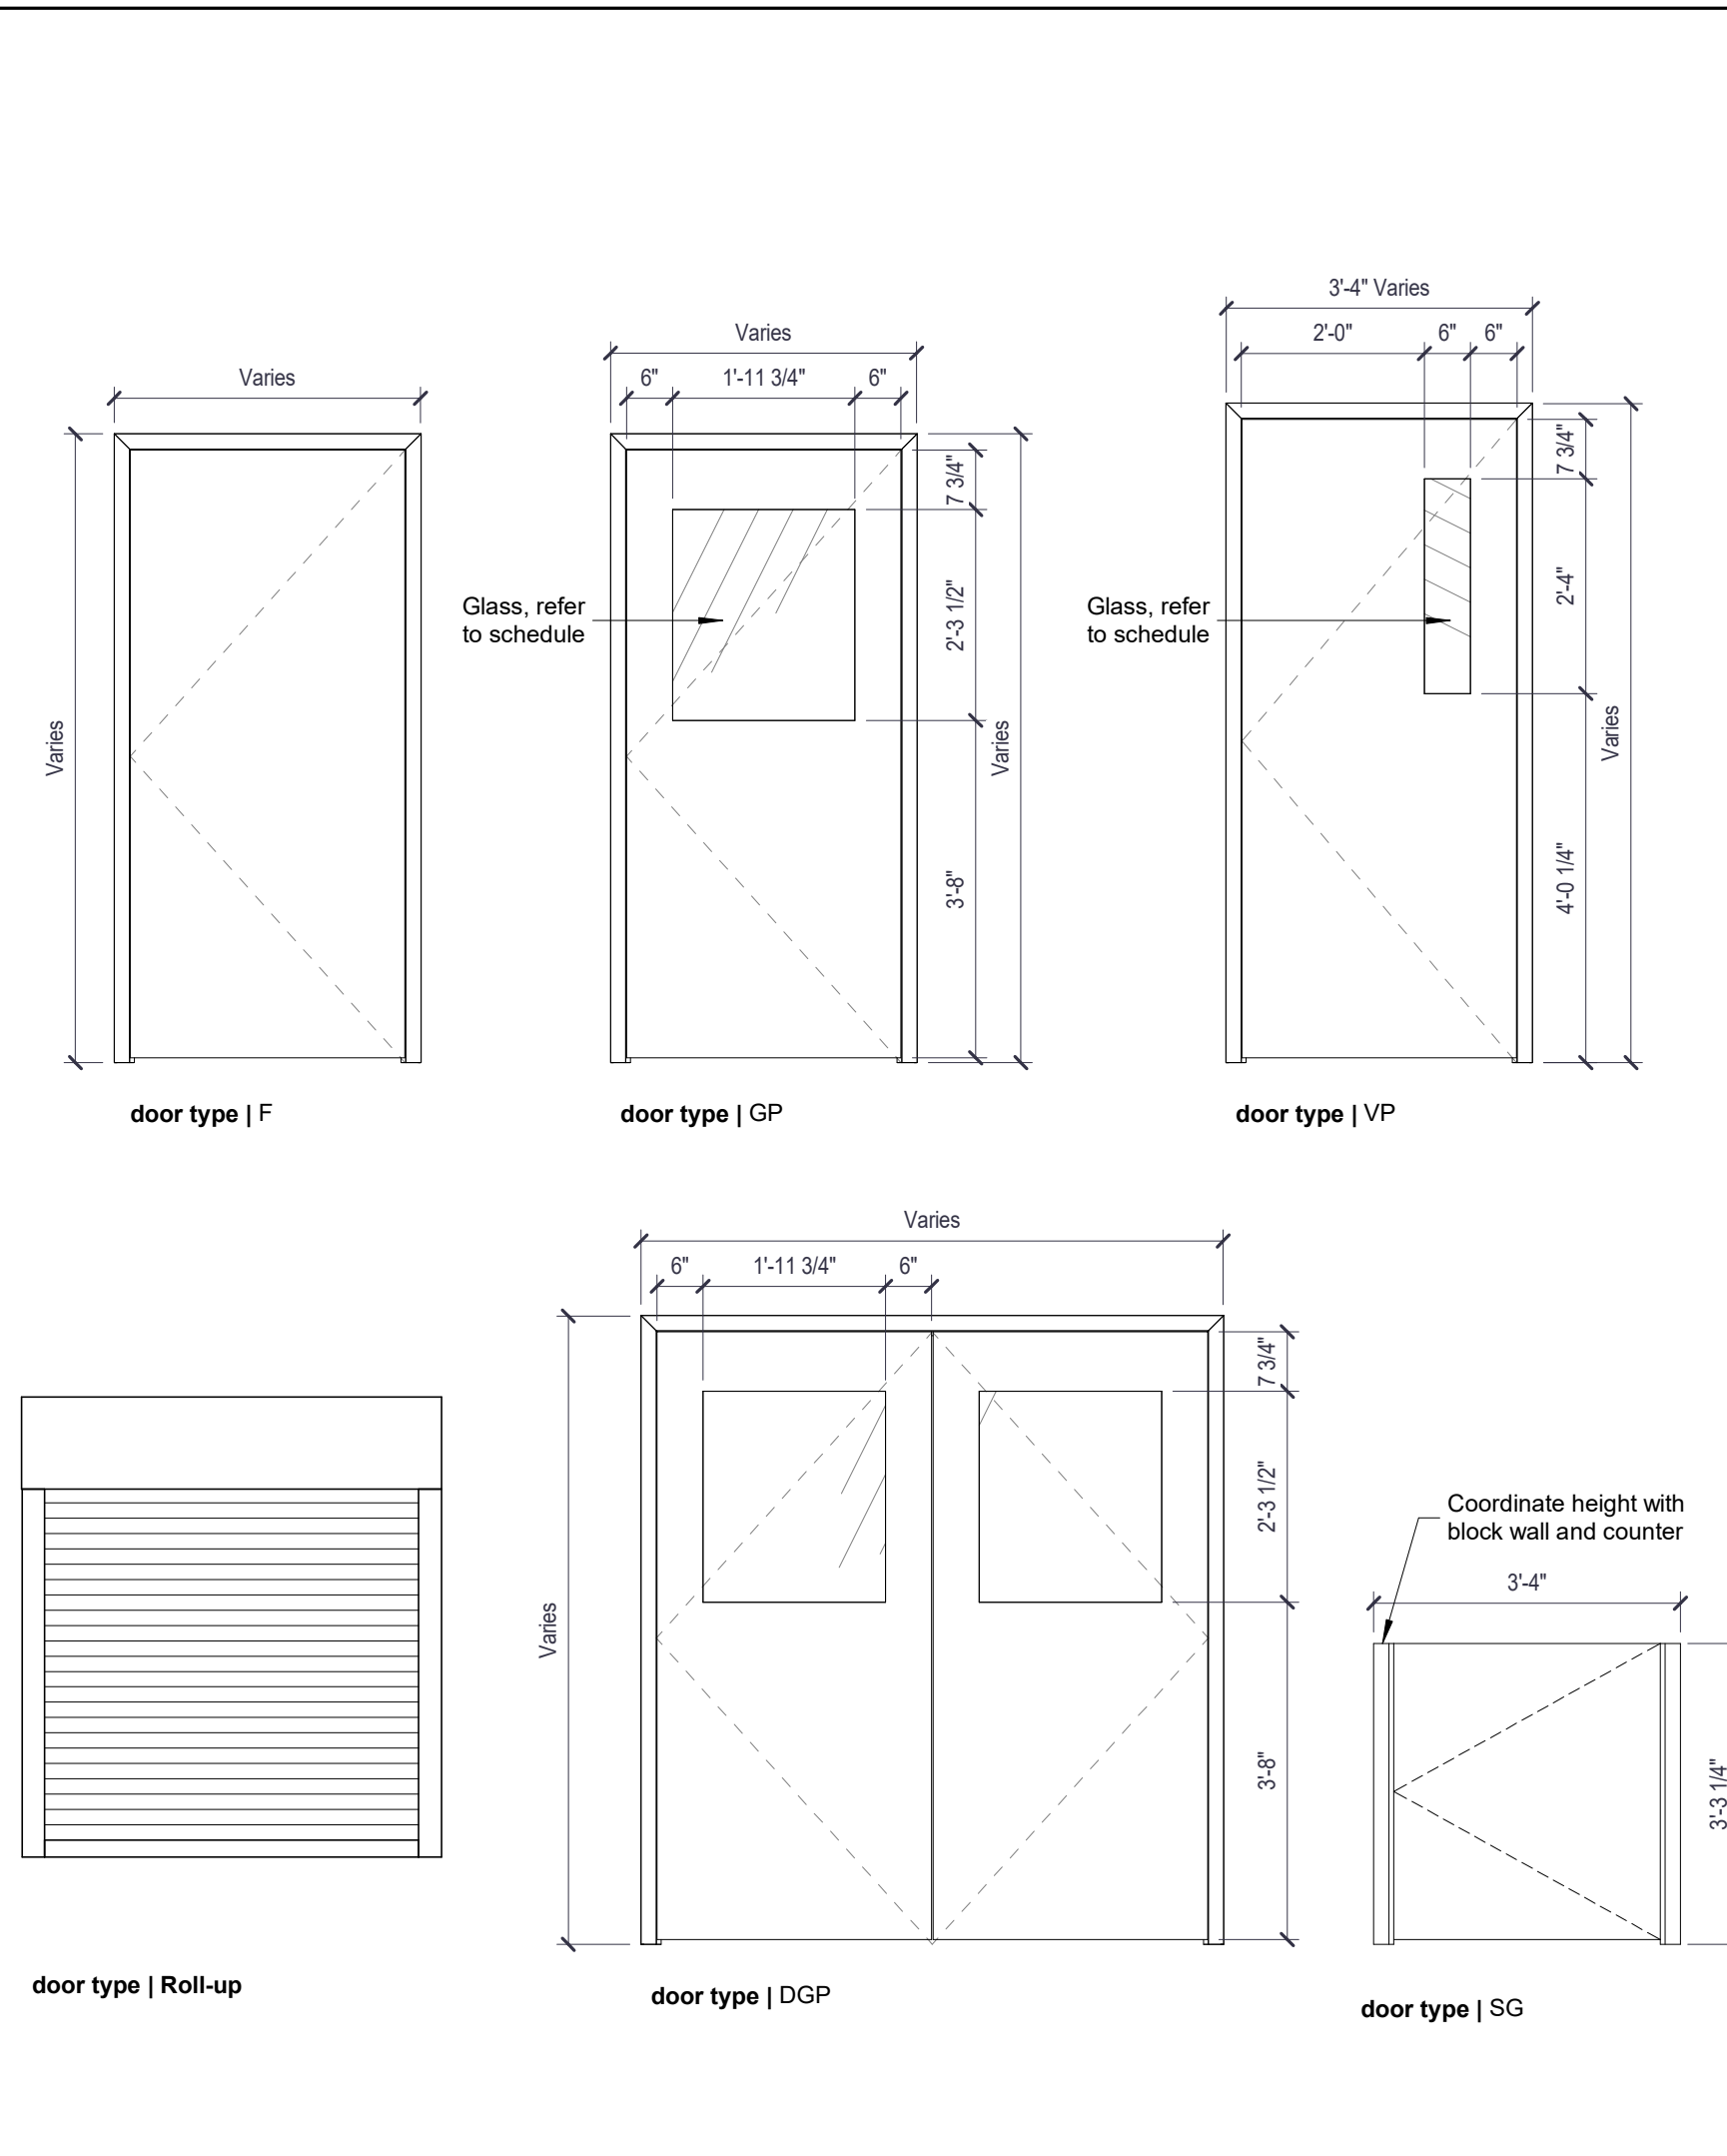 Varies
Varies
door type | F
Varies
6" 1'-11 3/4" 6"
Glass, refer
to schedule
7 3/4"
2'-3 1/2"
3'-8"
Varies
door type | GP
3'-4" Varies
2'-0" 6" 6"
Glass, refer
to schedule
7 3/4"
2'-4"
4'-0 1/4"
Varies
door type | VP
door type | Roll-up
Varies
6" 1'-11 3/4" 6"
Varies
7 3/4"
2'-3 1/2"
3'-8"
door type | DGP
Coordinate height with
block wall and counter
3'-4"
3'-3 1/4"
door type | SG